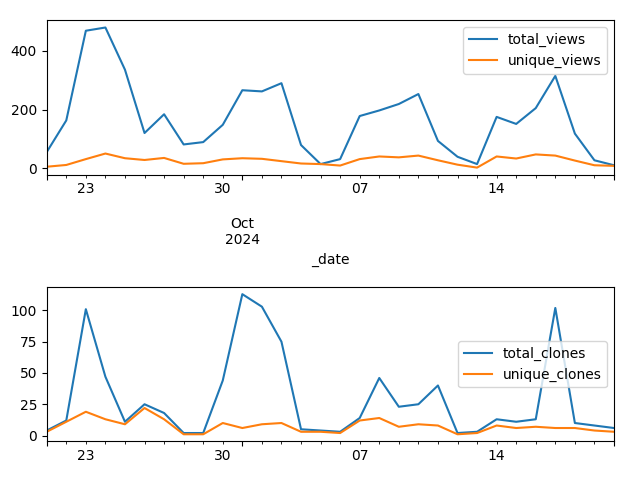 400
200
0
total_views
unique_views
23
30
07
14
Oct
2024
_date
100
75
50
25
0
total_clones
unique_clones
23
30
07
14